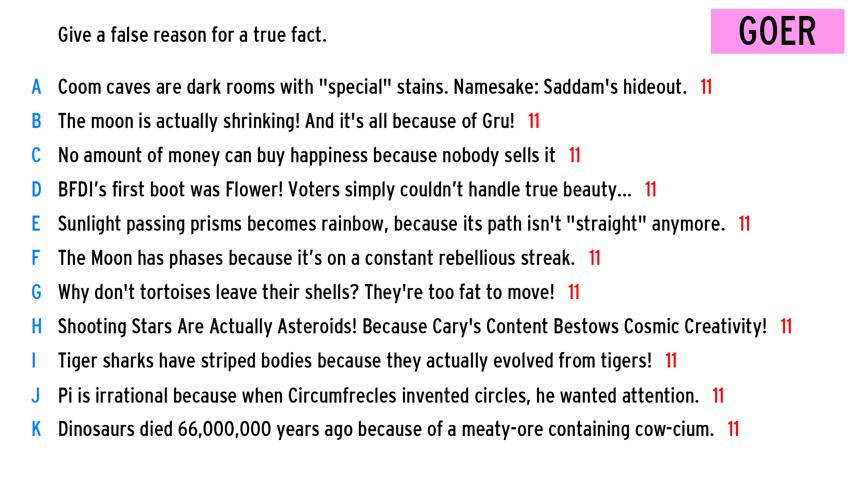 Give a false reason for a true fact.
GOER
A Coom caves are dark rooms with "special" stains. Namesake: Saddam's hideout. 11
B The moon is actually shrinking! And it's all because of Gru! 11
C No amount of money can buy happiness because nobody sells it 11
D BFDI’s first boot was Flower! Voters simply couldn’t handle true beauty... 11
E Sunlight passing prisms becomes rainbow, because its path isn't "straight" anymore. 11
F The Moon has phases because it’s on a constant rebellious streak. 11
G Why don't tortoises leave their shells? They're too fat to move! 11
H Shooting Stars Are Actually Asteroids! Because Cary's Content Bestows Cosmic Creativity! 11
I Tiger sharks have striped bodies because they actually evolved from tigers! 11
J Pi is irrational because when Circumfrecles invented circles, he wanted attention. 11
K Dinosaurs died 66,000,000 years ago because of a meaty-ore containing cow-cium. 11